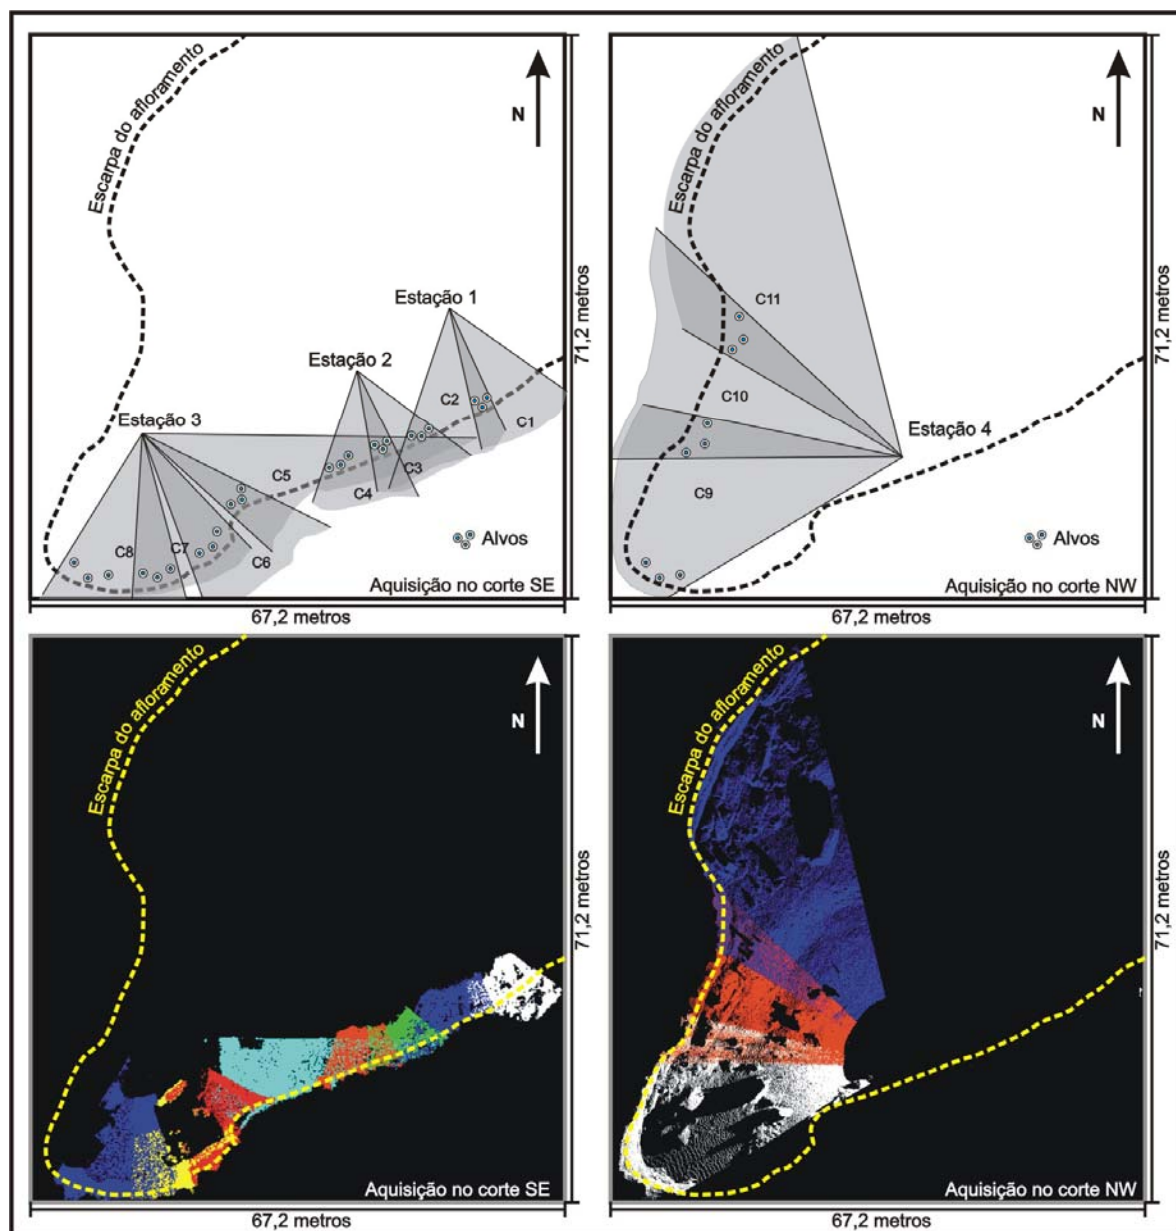 Escarpa do afloramento
N
Estação 1
Estação 2
Estação 3
C2
C1
C5
C3
C4
C8
C7
C6
Alvos
Aquisição no corte SE
67,2 metros
71,2 metros
Escarpa do afloramento
N
C11
C10
Estação 4
C9
Alvos
Aquisição no corte NW
67,2 metros
71,2 metros
Escarpa do afloramento
N
Aquisição no corte SE
67,2 metros
71,2 metros
Escarpa do afloramento
N
Aquisição no corte NW
67,2 metros
71,2 metros